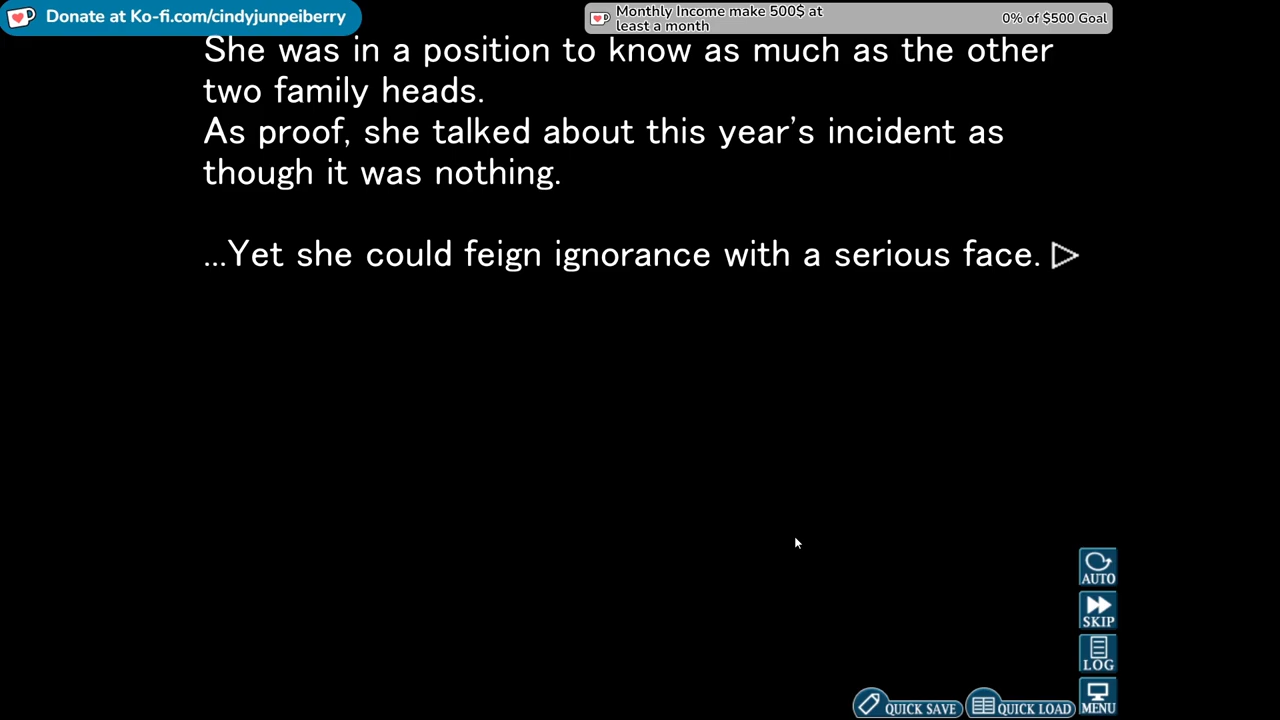 Donate at Ko-fi.com/cindyjunpeiberry
Monthly Income make 500$ at
least a month
0% of $500 Goal
She was in a position to know as much as the other
two family heads.
As proof, she talked about this year's incident as
though it was nothing.
...Yet she could feign ignorance with a serious face.
AUTO
SKIP
LOG
MENU
QUICK SAVE
QUICK LOAD